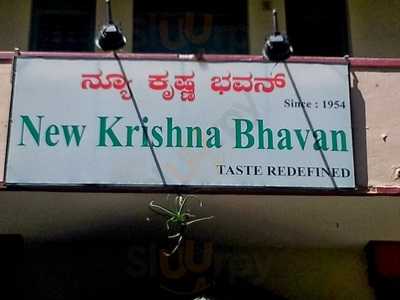 ನ್ಯೂ ಕೃಷ್ಣ ಭವನ್
Since : 1954
New Krishna Bhavan
TASTE REDEFINED